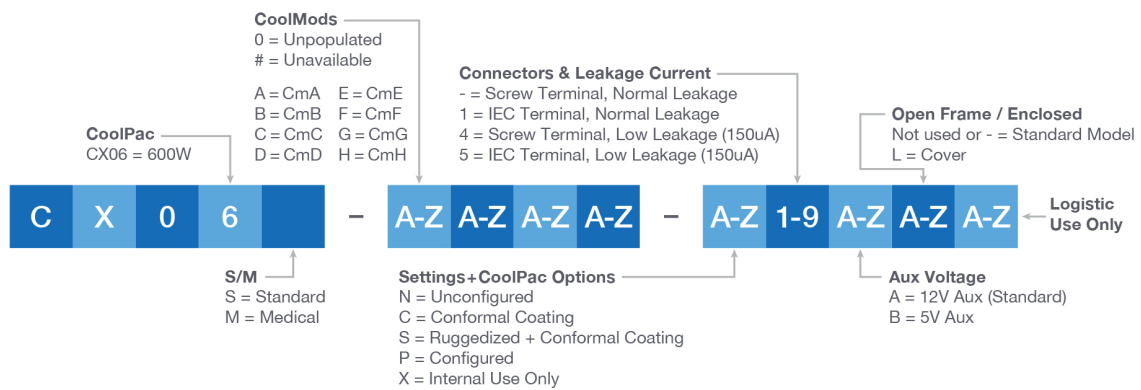 CoolMods
0 = Unpopulated
# = Unavailable
A = CmA E = CmE
B = CmB F = CmF
C = CmC G = CmG
D = CmD H = CmH
Connectors & Leakage Current
- = Screw Terminal, Normal Leakage
1 = IEC Terminal, Normal Leakage
4 = Screw Terminal, Low Leakage (150uA)
5 = IEC Terminal, Low Leakage (150uA)
Open Frame / Enclosed
Not used or - = Standard Model
L = Cover
CoolPac
CX06 = 600W
C X 0 6 - A-Z A-Z A-Z A-Z - A-Z 1-9 A-Z A-Z A-Z
Logistic
Use Only
S/M
S = Standard
M = Medical
Settings+CoolPac Options
N = Unconfigured
C = Conformal Coating
S = Ruggedized + Conformal Coating
P = Configured
X = Internal Use Only
Aux Voltage
A = 12V Aux (Standard)
B = 5V Aux